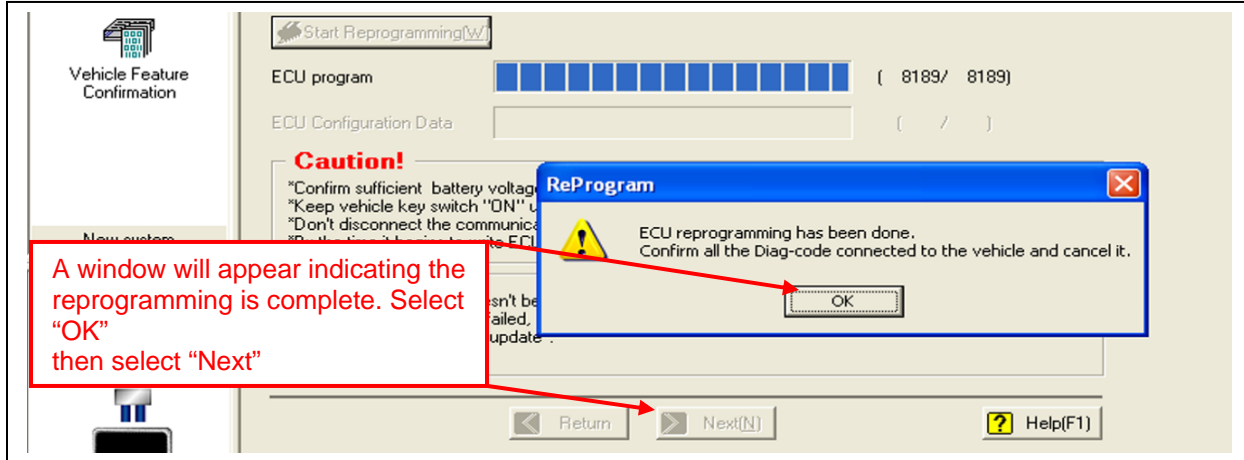 Start Reprogramming[W]
Vehicle Feature
Confirmation
ECU program
( 8189/ 8189)
ECU Configuration Data
( / )
Caution!
*Confirm sufficient battery voltag
*Keep vehicle key switch "ON" u
*Don't disconnect the communica
ReProgram
ECU reprogramming has been done.
Confirm all the Diag-code connected to the vehicle and cancel it.
OK
A window will appear indicating the
reprogramming is complete. Select
“OK”
then select “Next”
sn't be
ailed,
update".
Return
Next(N)
Help(F1)